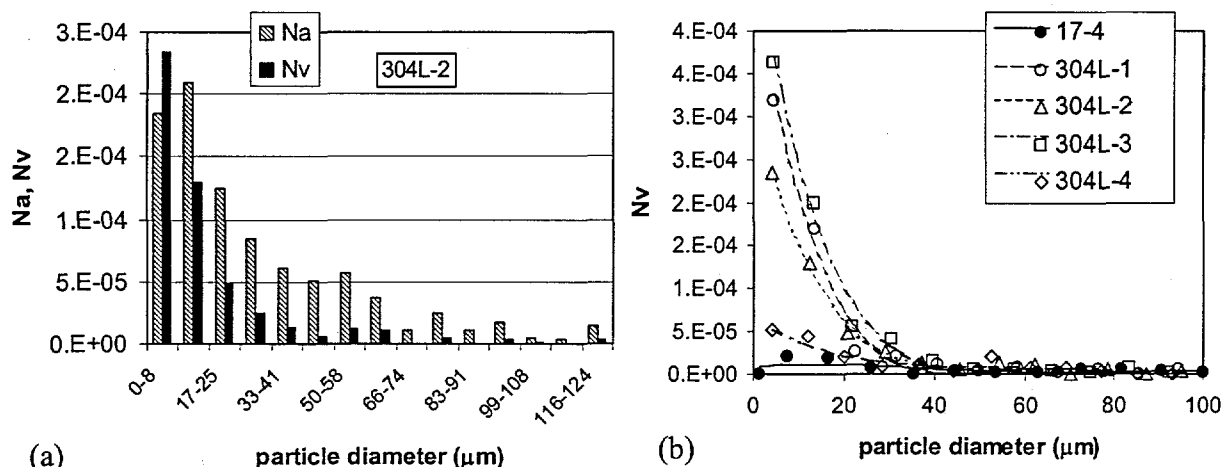 3.E-04
2.E-04
2.E-04
1.E-04
5.E-05
0.E+00
Na, Nv
Na
Nv
304L-2
0-8
17-25
33-41
50-58
66-74
83-91
99-108
116-124
(a)
particle diameter (μm)
4.E-04
4.E-04
3.E-04
3.E-04
2.E-04
2.E-04
1.E-04
5.E-05
0.E+00
Nv
17-4
304L-1
304L-2
304L-3
304L-4
0
20
40
60
80
100
(b)
particle diameter (μm)